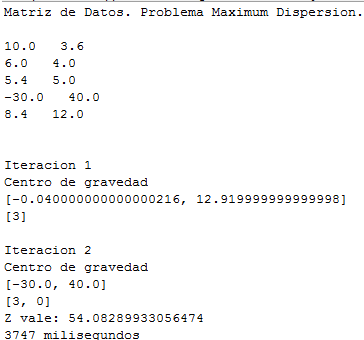 Matriz de Datos. Problema Maximum Dispersion.
10.0 3.6
6.0 4.0
5.4 5.0
-30.0 40.0
8.4 12.0
Iteracion 1
Centro de gravedad
[-0.040000000000000216, 12.919999999999998]
[3]
Iteracion 2
Centro de gravedad
[-30.0, 40.0]
[3, 0]
Z vale: 54.08289933056474
3747 milisegundos